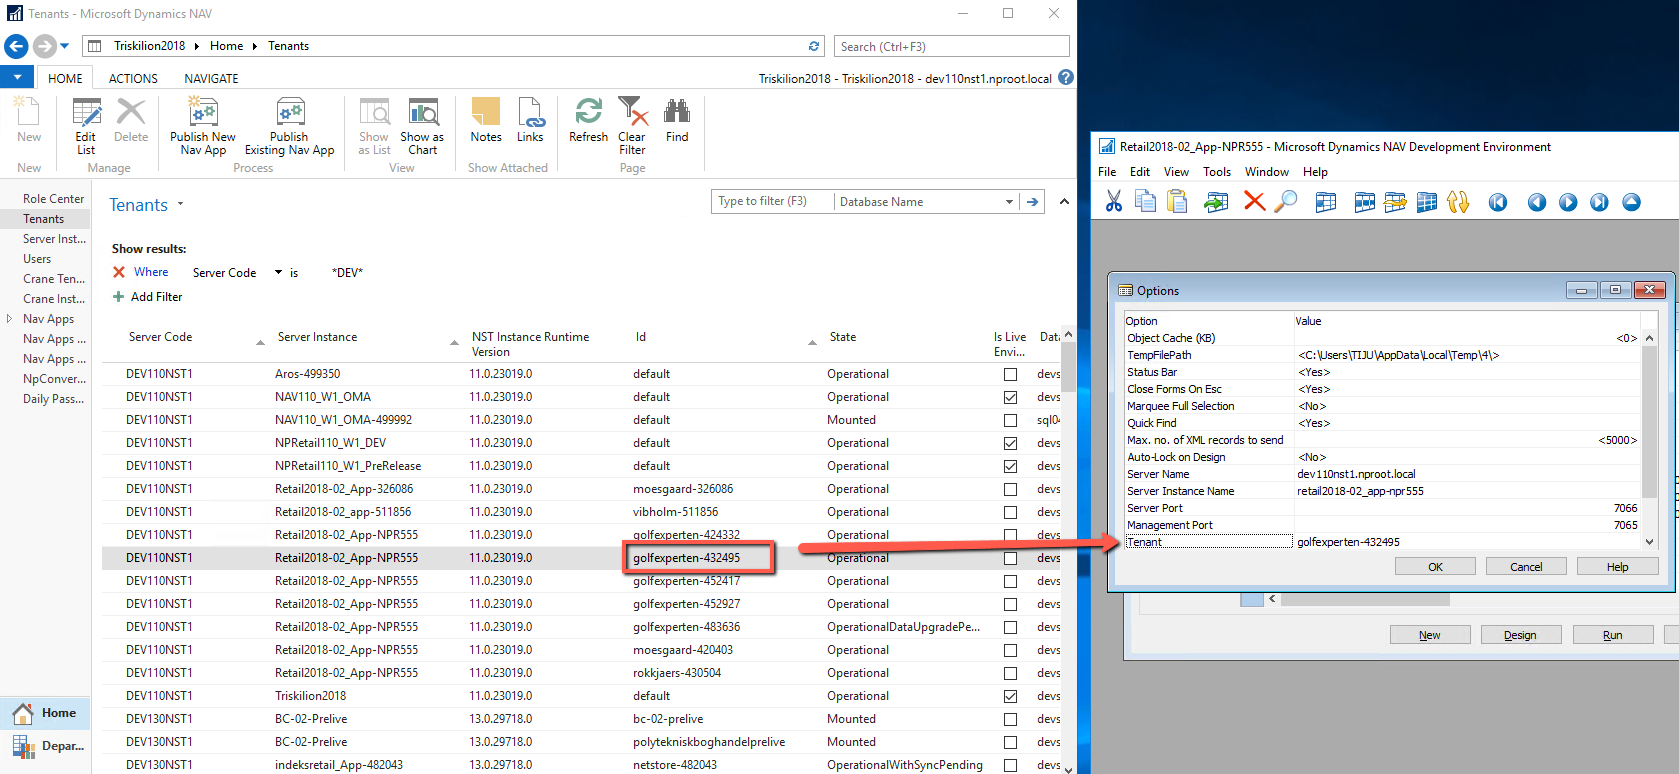 Tenants - Microsoft Dynamics NAV
Triskilion2018 Home Tenants
Search (Ctrl+F3)
HOME ACTIONS NAVIGATE
Triskilion2018 - Triskilion2018 - dev110nst1.nproot.local
New
Edit List
Delete
Publish New Nav App
Publish Existing Nav App
Show as List
Show as Chart
Notes
Links
Refresh
Clear Filter
Find
New
Manage
Process
View
Show Attached
Page
Role Center
Tenants
Server Inst...
Users
Crane Ten...
Crane Inst...
Nav Apps
Nav Apps ...
Nav Apps ...
NpConver...
Daily Pass...
Home
Depar...
Tenants
Type to filter (F3)
Database Name
Show results:
Where Server Code is *DEV*
Add Filter
Server Code Server Instance NST Instance Runtime Version Id State Is Live Envi... Data
DEV110NST1 Aros-499350 11.0.23019.0 default Operational devs
DEV110NST1 NAV110_W1_OMA 11.0.23019.0 default Operational devs
DEV110NST1 NAV110_W1_OMA-499992 11.0.23019.0 default Mounted sql04
DEV110NST1 NPRetail110_W1_DEV 11.0.23019.0 default Operational devs
DEV110NST1 NPRetail110_W1_PreRelease 11.0.23019.0 default Operational devs
DEV110NST1 Retail2018-02_App-326086 11.0.23019.0 moesgaard-326086 Operational devs
DEV110NST1 Retail2018-02_app-511856 11.0.23019.0 vibholm-511856 Operational devs
DEV110NST1 Retail2018-02_App-NPR555 11.0.23019.0 golfexperten-424332 Operational devs
DEV110NST1 Retail2018-02_App-NPR555 11.0.23019.0 golfexperten-432495 Operational devs
DEV110NST1 Retail2018-02_App-NPR555 11.0.23019.0 golfexperten-452417 Operational devs
DEV110NST1 Retail2018-02_App-NPR555 11.0.23019.0 golfexperten-452927 Operational devs
DEV110NST1 Retail2018-02_App-NPR555 11.0.23019.0 golfexperten-483636 OperationalDataUpgradePe... devs
DEV110NST1 Retail2018-02_App-NPR555 11.0.23019.0 moesgaard-420403 Operational devs
DEV110NST1 Retail2018-02_App-NPR555 11.0.23019.0 rokkjaers-430504 Operational devs
DEV110NST1 Triskilion2018 11.0.23019.0 default Operational devs
DEV130NST1 BC-02-Prelive 13.0.29718.0 bc-02-prelive Mounted devs
DEV130NST1 BC-02-Prelive 13.0.29718.0 polytekniskboghandelprelive Mounted devs
DEV130NST1 indeksretail_App-482043 13.0.29718.0 netstore-482043 OperationalWithSyncPending devs
Retail2018-02_App-NPR555 - Microsoft Dynamics NAV Development Environment
File Edit View Tools Window Help
Options
Option Value
Object Cache (KB) <0>
TempFilePath <C:\Users\TIJU\AppData\Local\Temp\4\>
Status Bar <Yes>
Close Forms On Esc <Yes>
Marquee Full Selection <No>
Quick Find <Yes>
Max. no. of XML records to send <5000>
Auto-Lock on Design <No>
Server Name dev110nst1.nproot.local
Server Instance Name retail2018-02_app-npr555
Server Port 7066
Management Port 7065
Tenant golfexperten-432495
OK Cancel Help
New Design Run